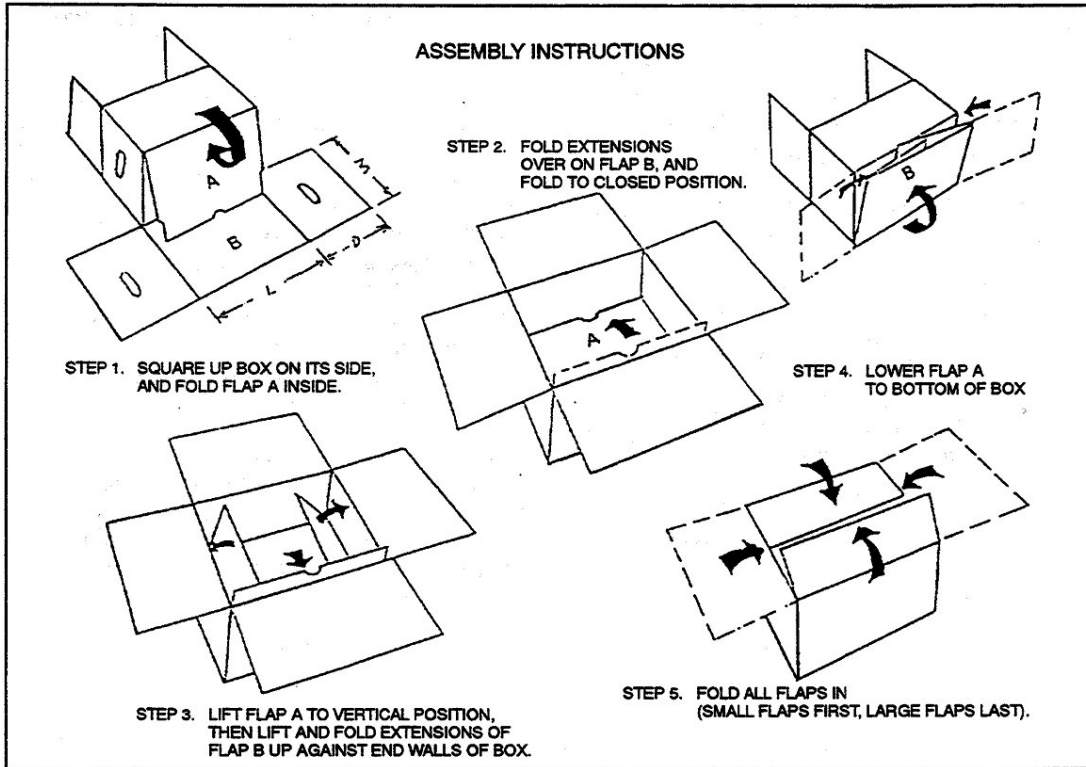 ASSEMBLY INSTRUCTIONS
A
B
L
D
W
STEP 1. SQUARE UP BOX ON ITS SIDE,
AND FOLD FLAP A INSIDE.
STEP 2. FOLD EXTENSIONS
OVER ON FLAP B, AND
FOLD TO CLOSED POSITION.
B
STEP 3. LIFT FLAP A TO VERTICAL POSITION,
THEN LIFT AND FOLD EXTENSIONS OF
FLAP B UP AGAINST END WALLS OF BOX.
A
STEP 4. LOWER FLAP A
TO BOTTOM OF BOX
STEP 5. FOLD ALL FLAPS IN
(SMALL FLAPS FIRST, LARGE FLAPS LAST).